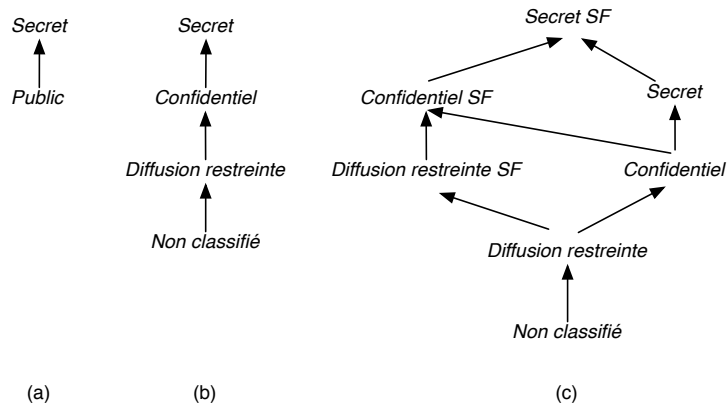 Secret
Public
(a)
Secret
Confidentiel
Diffusion restreinte
Non classifié
(b)
Secret SF
Confidentiel SF
Secret
Diffusion restreinte SF
Confidentiel
Diffusion restreinte
Non classifié
(c)